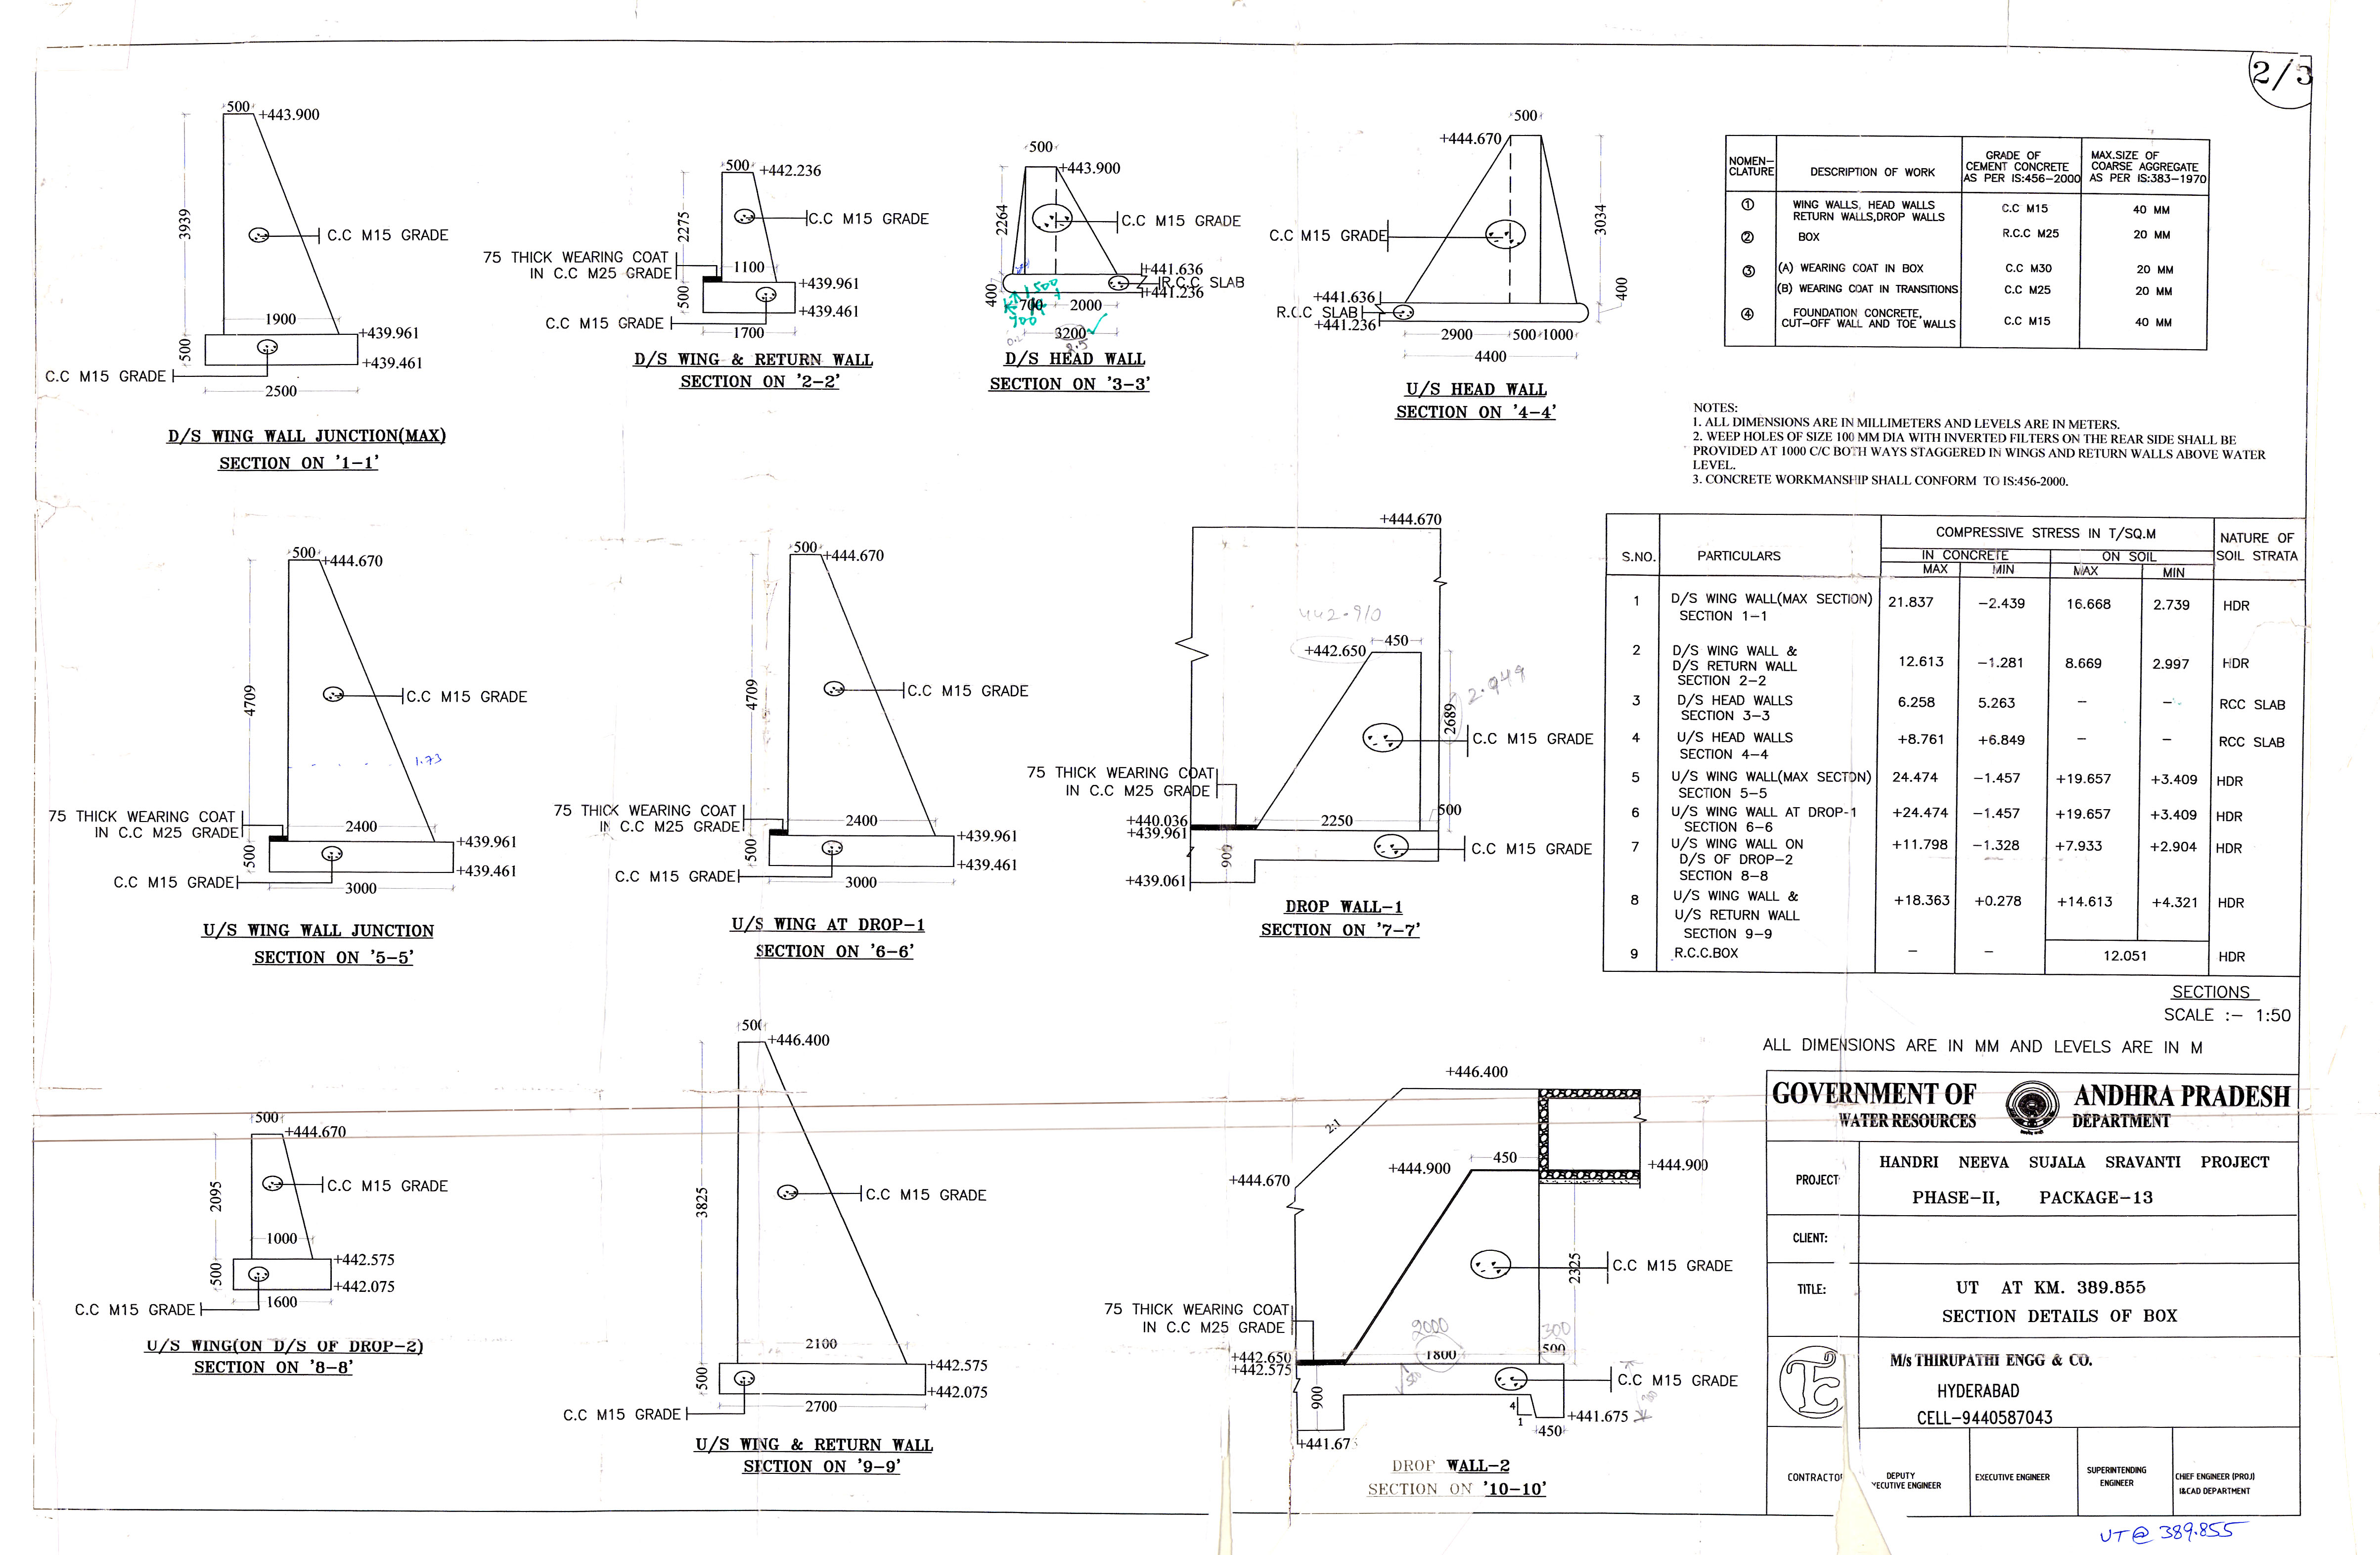 2/3
500
+443.900
3939
C.C M15 GRADE
1900
+439.961
500
+439.461
C.C M15 GRADE
2500
D/S WING WALL JUNCTION(MAX)
SECTION ON '1-1'
500
+442.236
2275
C.C M15 GRADE
75 THICK WEARING COAT
IN C.C M25 GRADE
1100
+439.961
500
+439.461
C.C M15 GRADE
1700
D/S WING & RETURN WALL
SECTION ON '2-2'
500
+443.900
2264
C.C M15 GRADE
+441.636
R.C.C SLAB
+441.236
400
1500
700
2000
700
3200
D/S HEAD WALL
SECTION ON '3-3'
500
+444.670
3034
C.C M15 GRADE
+441.636
R.C.C SLAB
+441.236
400
2900
500
1000
4400
U/S HEAD WALL
SECTION ON '4-4'
NOMEN-
CLATURE
DESCRIPTION OF WORK
GRADE OF
CEMENT CONCRETE
AS PER IS:456-2000
MAX.SIZE OF
COARSE AGGREGATE
AS PER IS:383-1970
1 WING WALLS, HEAD WALLS
RETURN WALLS,DROP WALLS
C.C M15 40 MM
2 BOX R.C.C M25 20 MM
3 (A) WEARING COAT IN BOX C.C M30 20 MM
(B) WEARING COAT IN TRANSITIONS C.C M25 20 MM
4 FOUNDATION CONCRETE,
CUT-OFF WALL AND TOE WALLS
C.C M15 40 MM
NOTES:
1. ALL DIMENSIONS ARE IN MILLIMETERS AND LEVELS ARE IN METERS.
2. WEEP HOLES OF SIZE 100 MM DIA WITH INVERTED FILTERS ON THE REAR SIDE SHALL BE
PROVIDED AT 1000 C/C BOTH WAYS STAGGERED IN WINGS AND RETURN WALLS ABOVE WATER
LEVEL.
3. CONCRETE WORKMANSHIP SHALL CONFORM TO IS:456-2000.
500
+444.670
4709
C.C M15 GRADE
1.73
75 THICK WEARING COAT
IN C.C M25 GRADE
2400
+439.961
500
+439.461
C.C M15 GRADE
3000
U/S WING WALL JUNCTION
SECTION ON '5-5'
500
+444.670
4709
C.C M15 GRADE
75 THICK WEARING COAT
IN C.C M25 GRADE
2400
+439.961
500
+439.461
C.C M15 GRADE
3000
U/S WING AT DROP-1
SECTION ON '6-6'
+444.670
442.910
450
+442.650
2689
2.949
C.C M15 GRADE
75 THICK WEARING COAT
IN C.C M25 GRADE
+440.036
+439.961
2250
500
900
C.C M15 GRADE
+439.061
DROP WALL-1
SECTION ON '7-7'
S.NO.
PARTICULARS
COMPRESSIVE STRESS IN T/SQ.M
IN CONCRETE ON SOIL
MAX MIN MAX MIN
NATURE OF
SOIL STRATA
1 D/S WING WALL(MAX SECTION)
SECTION 1-1
21.837 -2.439 16.668 2.739 HDR
2 D/S WING WALL &
D/S RETURN WALL
SECTION 2-2
12.613 -1.281 8.669 2.997 HDR
3 D/S HEAD WALLS
SECTION 3-3
6.258 5.263 - - RCC SLAB
4 U/S HEAD WALLS
SECTION 4-4
+8.761 +6.849 - - RCC SLAB
5 U/S WING WALL(MAX SECTON)
SECTION 5-5
24.474 -1.457 +19.657 +3.409 HDR
6 U/S WING WALL AT DROP-1
SECTION 6-6
+24.474 -1.457 +19.657 +3.409 HDR
7 U/S WING WALL ON
D/S OF DROP-2
SECTION 8-8
+11.798 -1.328 +7.933 +2.904 HDR
8 U/S WING WALL &
U/S RETURN WALL
SECTION 9-9
+18.363 +0.278 +14.613 +4.321 HDR
9 R.C.C.BOX - - 12.051 HDR
SECTIONS
SCALE :- 1:50
ALL DIMENSIONS ARE IN MM AND LEVELS ARE IN M
500
+444.670
2095
C.C M15 GRADE
1000
+442.575
500
+442.075
C.C M15 GRADE
1600
U/S WING(ON D/S OF DROP-2)
SECTION ON '8-8'
500
+446.400
3825
C.C M15 GRADE
2100
+442.575
500
+442.075
C.C M15 GRADE
2700
U/S WING & RETURN WALL
SECTION ON '9-9'
+446.400
2:1
450
+444.900
+444.900
+444.670
2325
C.C M15 GRADE
75 THICK WEARING COAT
IN C.C M25 GRADE
2000
300
+442.650
1800
500
+442.575
500
900
C.C M15 GRADE
300
4
1
+441.675
450
+441.67
DROP WALL-2
SECTION ON '10-10'
GOVERNMENT OF ANDHRA PRADESH
WATER RESOURCES DEPARTMENT
PROJECT
HANDRI NEEVA SUJALA SRAVANTI PROJECT
PHASE-II, PACKAGE-13
CLIENT:
TITLE:
UT AT KM. 389.855
SECTION DETAILS OF BOX
M/s THIRUPATHI ENGG & CO.
HYDERABAD
CELL-9440587043
CONTRACTO
DEPUTY
EXECUTIVE ENGINEER
EXECUTIVE ENGINEER
SUPERINTENDING
ENGINEER
CHIEF ENGINEER (PROJ)
I&CAD DEPARTMENT
UT@ 389.855